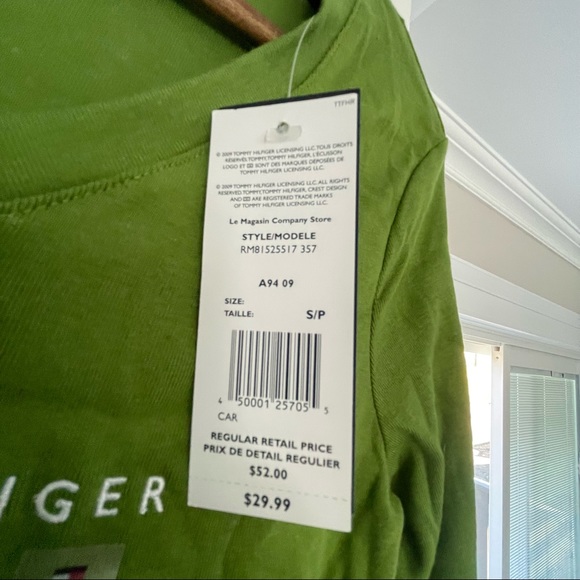 TTFHR
© 2009 TOMMY HILFIGER LICENSING LLC. TOUS DROITS
RESERVES. TOMMY, TOMMY HILFIGER, L'ÉCUSSON
LOGO ET SONT DES MARQUES DÉPOSÉES DE
TOMMY HILFIGER LICENSING LLC.
© 2009 TOMMY HILFIGER LICENSING LLC. ALL RIGHTS
RESERVED. TOMMY, TOMMY HILFIGER, CREST DESIGN
AND ARE REGISTERED TRADE MARKS
OF TOMMY HILFIGER LICENSING LLC.
Le Magasin Company Store
STYLE/MODELE
RM81525517 357
A94 09
SIZE:
TAILLE: S/P
4 50001 25705 5
CAR
REGULAR RETAIL PRICE
PRIX DE DETAIL REGULIER
$52.00
$29.99
IGER